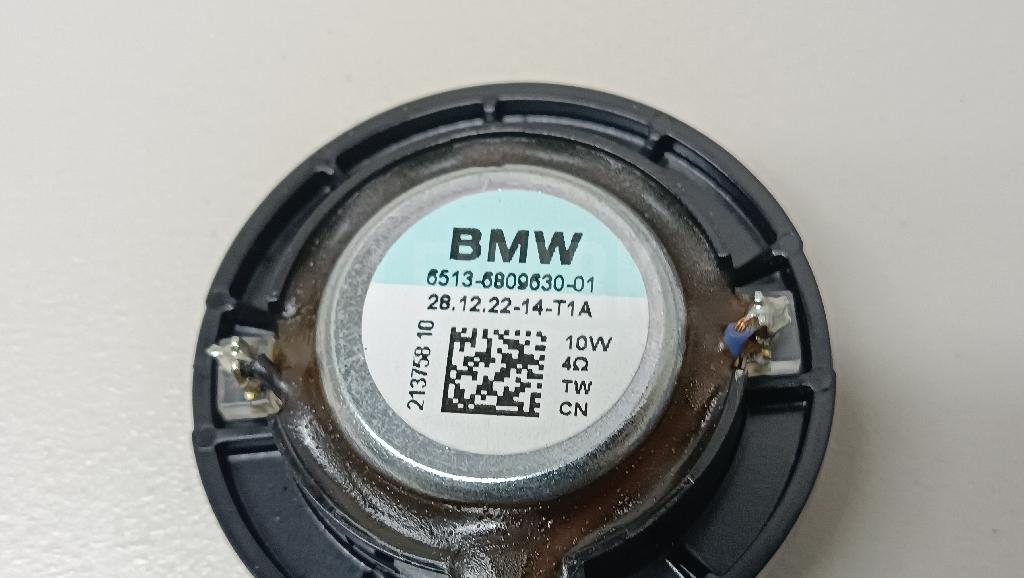 BMW
6513-6809630-01
28.12.22-14-T1A
213758 10
10W
4Ω
TW
CN